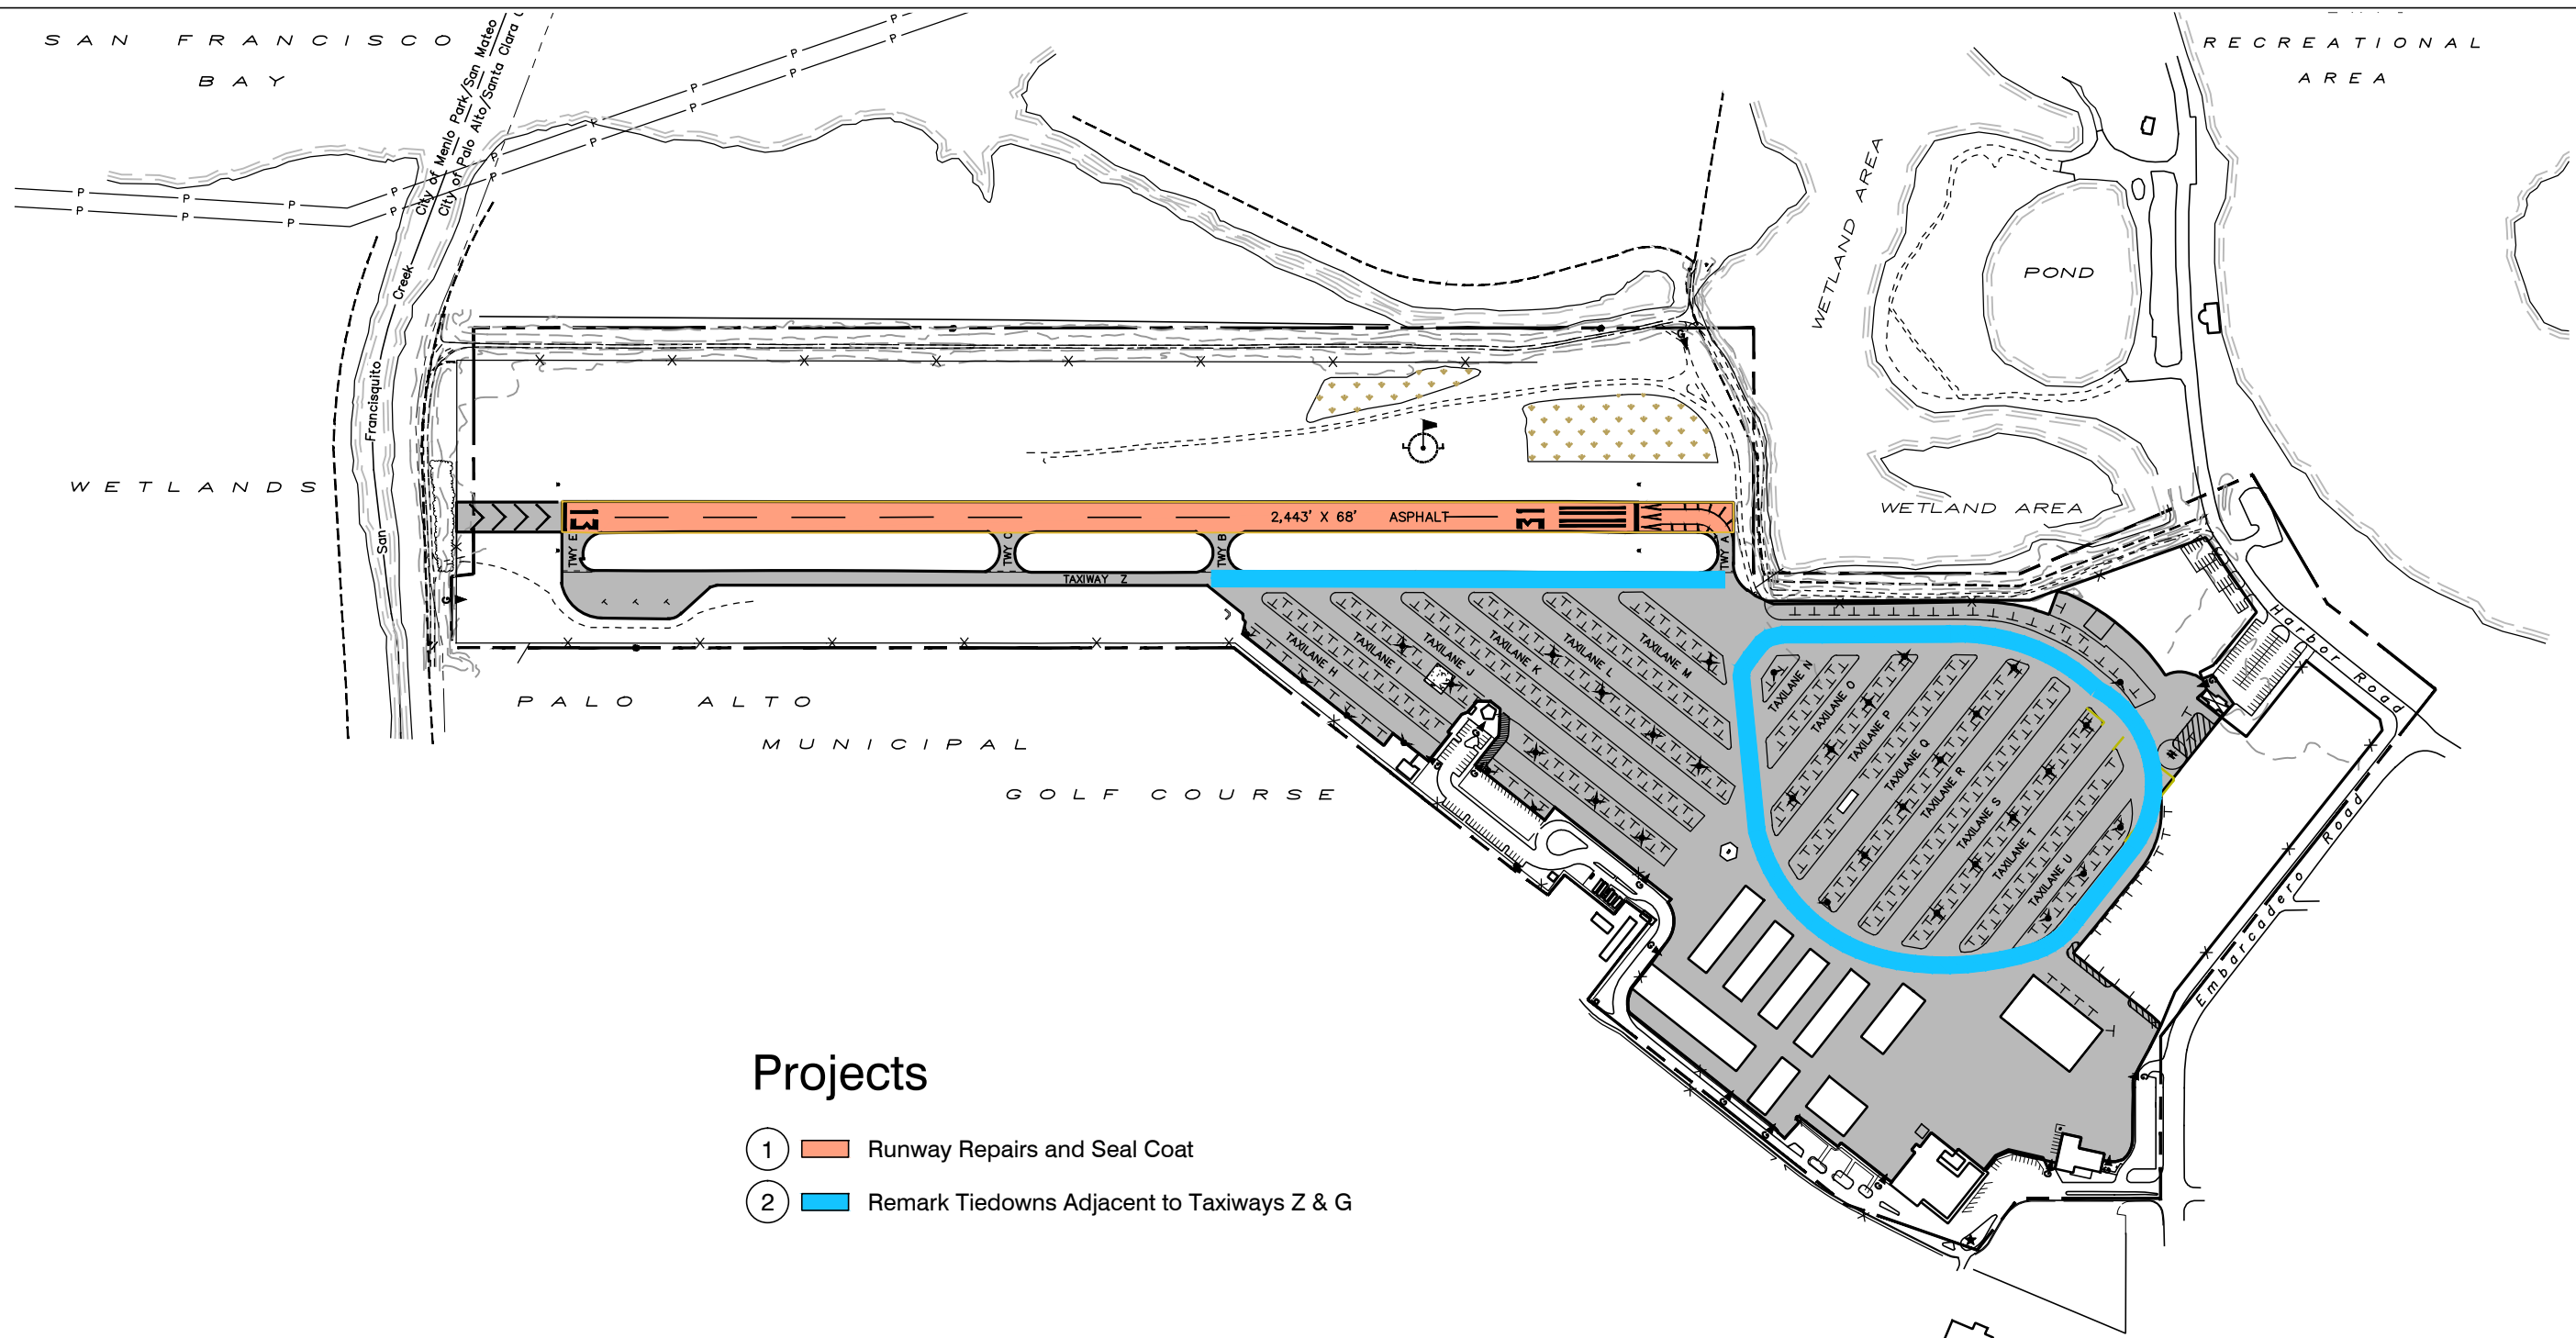 SAN FRANCISCO
BAY
City of Menlo Park/San Mateo
City of Palo Alto/Santa Clara
RECREATIONAL
AREA
WETLAND AREA
POND
San Francisquito Creek
WETLANDS
WETLAND AREA
13
2,443' X 68' ASPHALT
31
TWY E
TWY C
TWY B
TWY A
TAXIWAY Z
TAXILANE H
TAXILANE I
TAXILANE J
TAXILANE K
TAXILANE L
TAXILANE M
TAXILANE N
TAXILANE O
TAXILANE P
TAXILANE Q
TAXILANE R
TAXILANE S
TAXILANE T
TAXILANE U
Harbor Road
Embarcadero Road
PALO ALTO
MUNICIPAL
GOLF COURSE
Projects
1 Runway Repairs and Seal Coat
2 Remark Tiedowns Adjacent to Taxiways Z & G